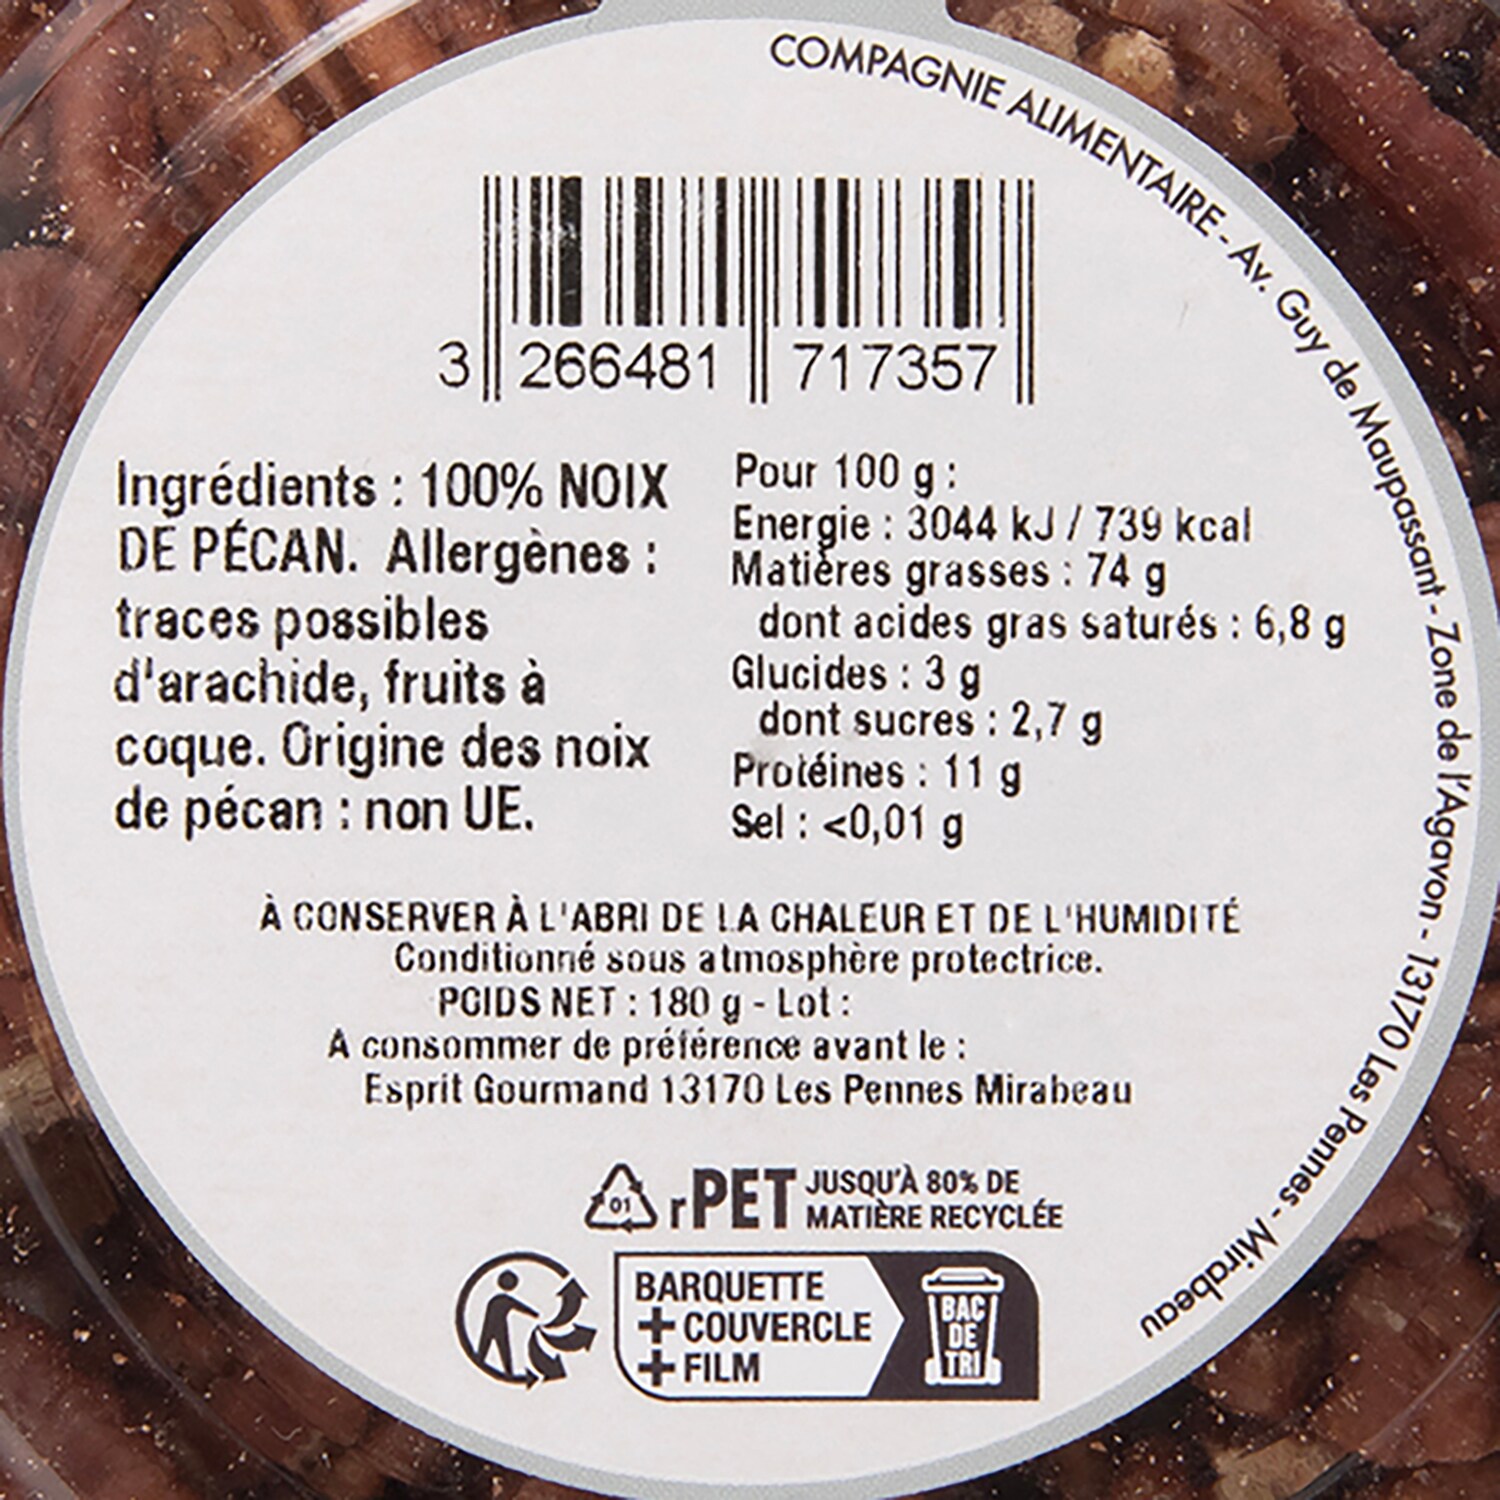 COMPAGNIE ALIMENTAIRE - Av. Guy de Maupassant - Zone de l'Agavon - 13170 Les Pennes - Mirabeau
3 266481 717357
Ingrédients : 100% NOIX
DE PÉCAN. Allergènes :
traces possibles
d'arachide, fruits à
coque. Origine des noix
de pécan : non UE.
Pour 100 g :
Energie : 3044 kJ / 739 kcal
Matières grasses : 74 g
dont acides gras saturés : 6,8 g
Glucides : 3 g
dont sucres : 2,7 g
Protéines : 11 g
Sel : <0,01 g
À CONSERVER À L'ABRI DE LA CHALEUR ET DE L'HUMIDITÉ
Conditionné sous atmosphère protectrice.
POIDS NET : 180 g - Lot :
A consommer de préférence avant le :
Esprit Gourmand 13170 Les Pennes Mirabeau
01 rPET JUSQU'À 80% DE
MATIÈRE RECYCLÉE
BARQUETTE
+ COUVERCLE
+ FILM
BAC
DE
TRI